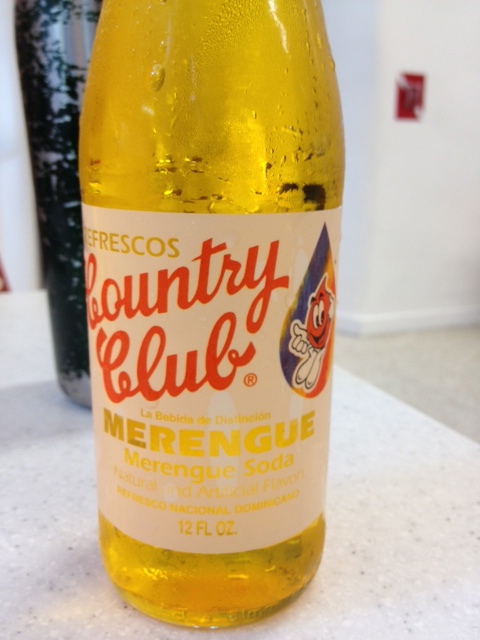 REFRESCOS
Country
Club®
La Bebida de Distinción
MERENGUE
Merengue Soda
Natural and Artificial Flavor
REFRESCO NACIONAL DOMINICANO
12 FL OZ.